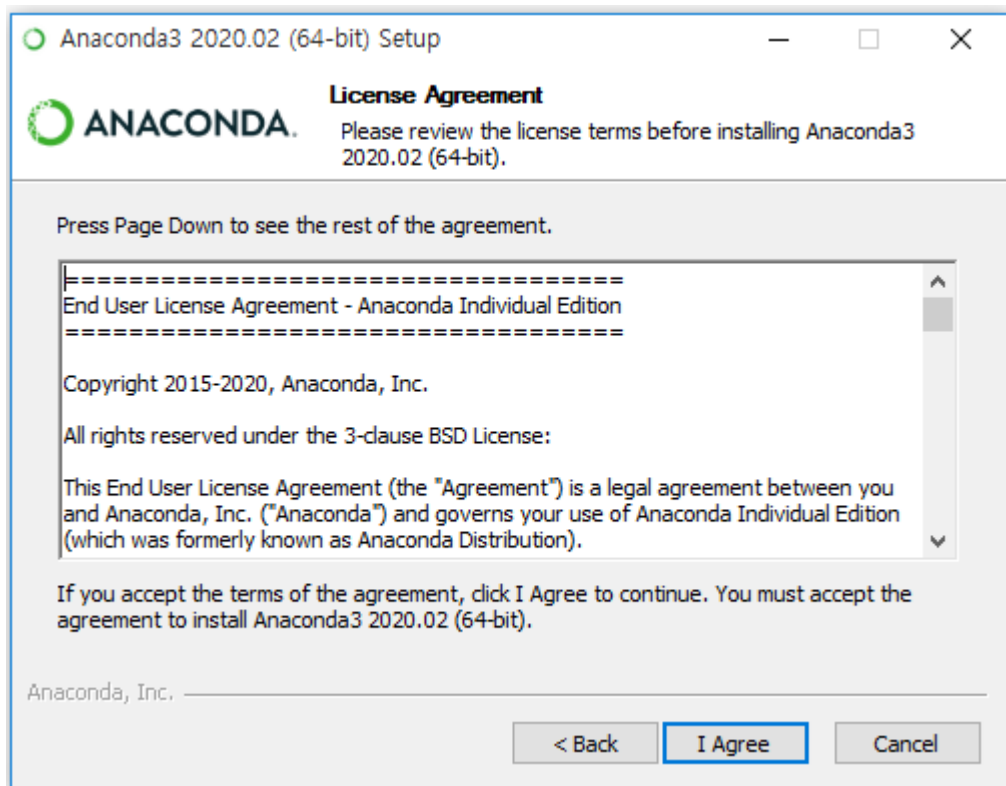 Anaconda3 2020.02 (64-bit) Setup
ANACONDA.
License Agreement
Please review the license terms before installing Anaconda3
2020.02 (64-bit).
Press Page Down to see the rest of the agreement.
===================================
End User License Agreement - Anaconda Individual Edition
===================================
Copyright 2015-2020, Anaconda, Inc.
All rights reserved under the 3-clause BSD License:
This End User License Agreement (the "Agreement") is a legal agreement between you
and Anaconda, Inc. ("Anaconda") and governs your use of Anaconda Individual Edition
(which was formerly known as Anaconda Distribution).
If you accept the terms of the agreement, click I Agree to continue. You must accept the
agreement to install Anaconda3 2020.02 (64-bit).
Anaconda, Inc.
< Back
I Agree
Cancel